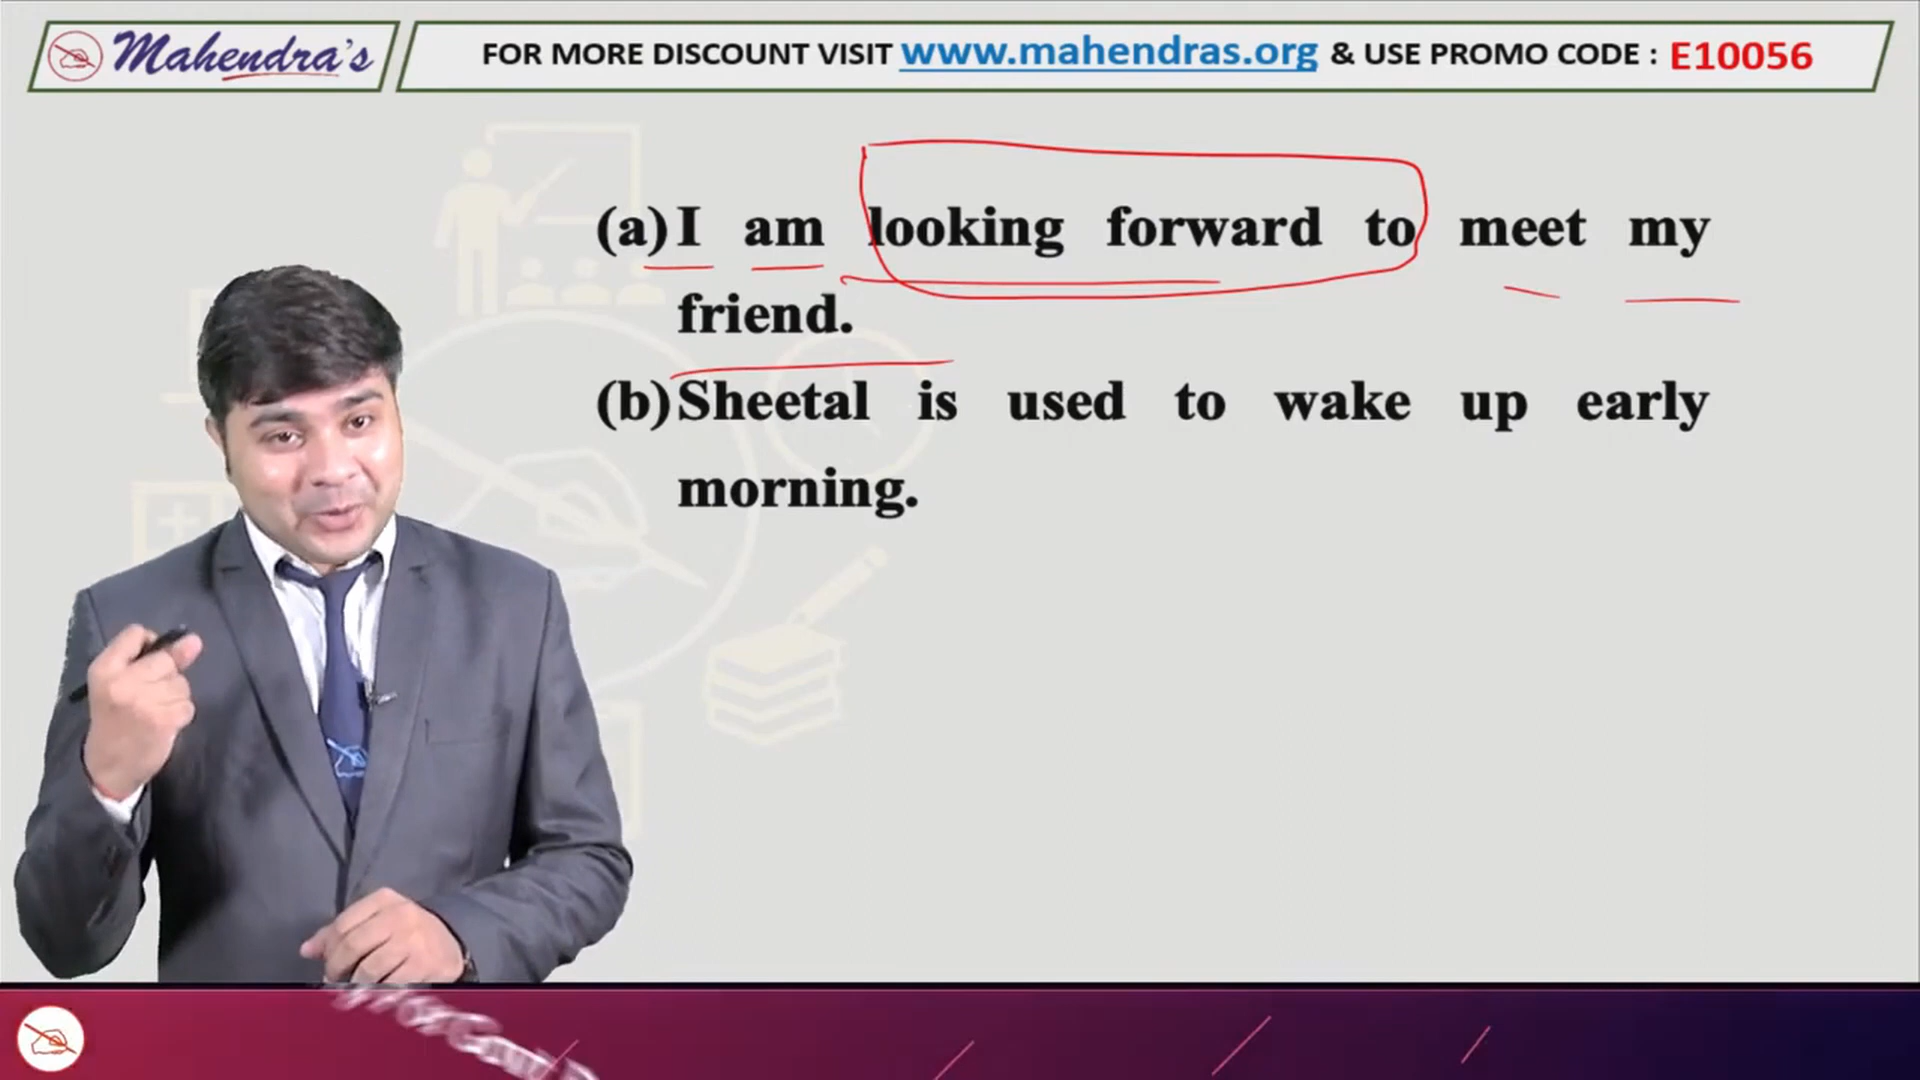 Mahendra's
FOR MORE DISCOUNT VISIT www.mahendras.org & USE PROMO CODE : E10056
(a) I am looking forward to meet my
friend.
(b) Sheetal is used to wake up early
morning.